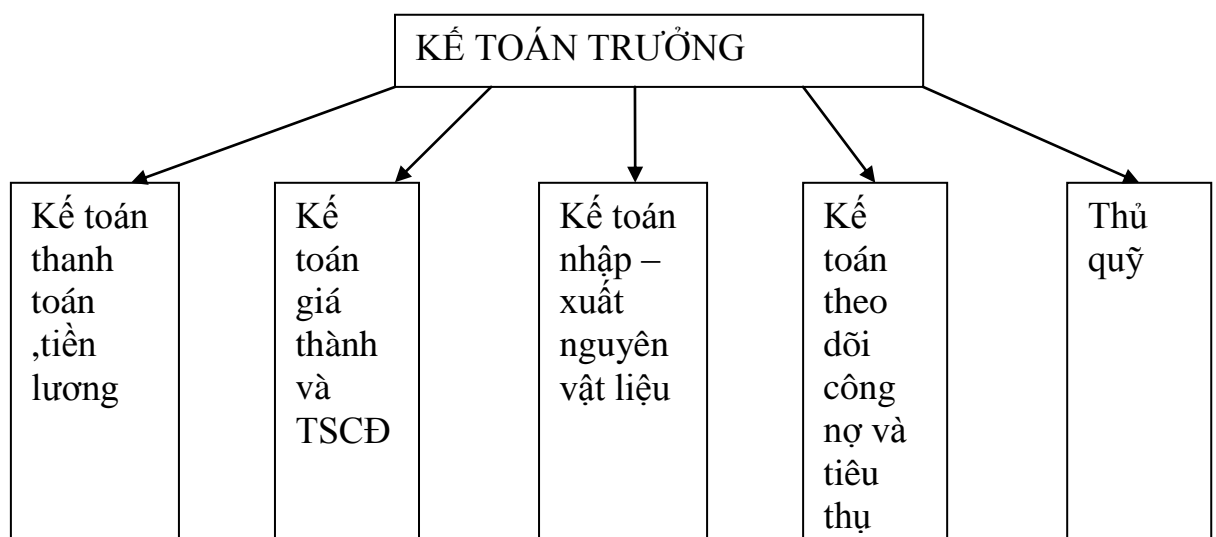 KẾ TOÁN TRƯỞNG
Kế toán
thanh
toán
,tiền
lương
Kế
toán
giá
thành
và
TSCĐ
Kế toán
nhập –
xuất
nguyên
vật liệu
Kế
toán
theo
dõi
công
nợ và
tiêu
thụ
Thủ
quỹ